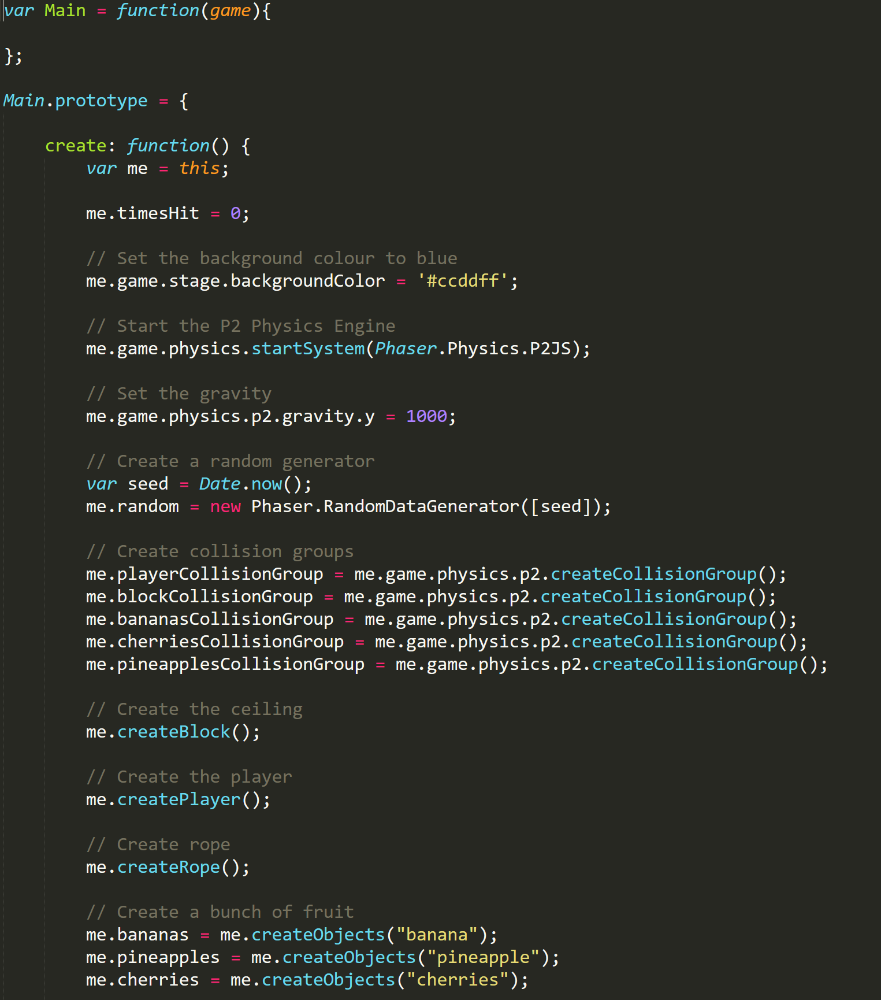 var Main = function(game){
};
Main.prototype = {
    create: function() {
        var me = this;
        me.timesHit = 0;
        // Set the background colour to blue
        me.game.stage.backgroundColor = '#ccddff';
        // Start the P2 Physics Engine
        me.game.physics.startSystem(Phaser.Physics.P2JS);
        // Set the gravity
        me.game.physics.p2.gravity.y = 1000;
        // Create a random generator
        var seed = Date.now();
        me.random = new Phaser.RandomDataGenerator([seed]);
        // Create collision groups
        me.playerCollisionGroup = me.game.physics.p2.createCollisionGroup();
        me.blockCollisionGroup = me.game.physics.p2.createCollisionGroup();
        me.bananasCollisionGroup = me.game.physics.p2.createCollisionGroup();
        me.cherriesCollisionGroup = me.game.physics.p2.createCollisionGroup();
        me.pineapplesCollisionGroup = me.game.physics.p2.createCollisionGroup();
        // Create the ceiling
        me.createBlock();
        // Create the player
        me.createPlayer();
        // Create rope
        me.createRope();
        // Create a bunch of fruit
        me.bananas = me.createObjects("banana");
        me.pineapples = me.createObjects("pineapple");
        me.cherries = me.createObjects("cherries");